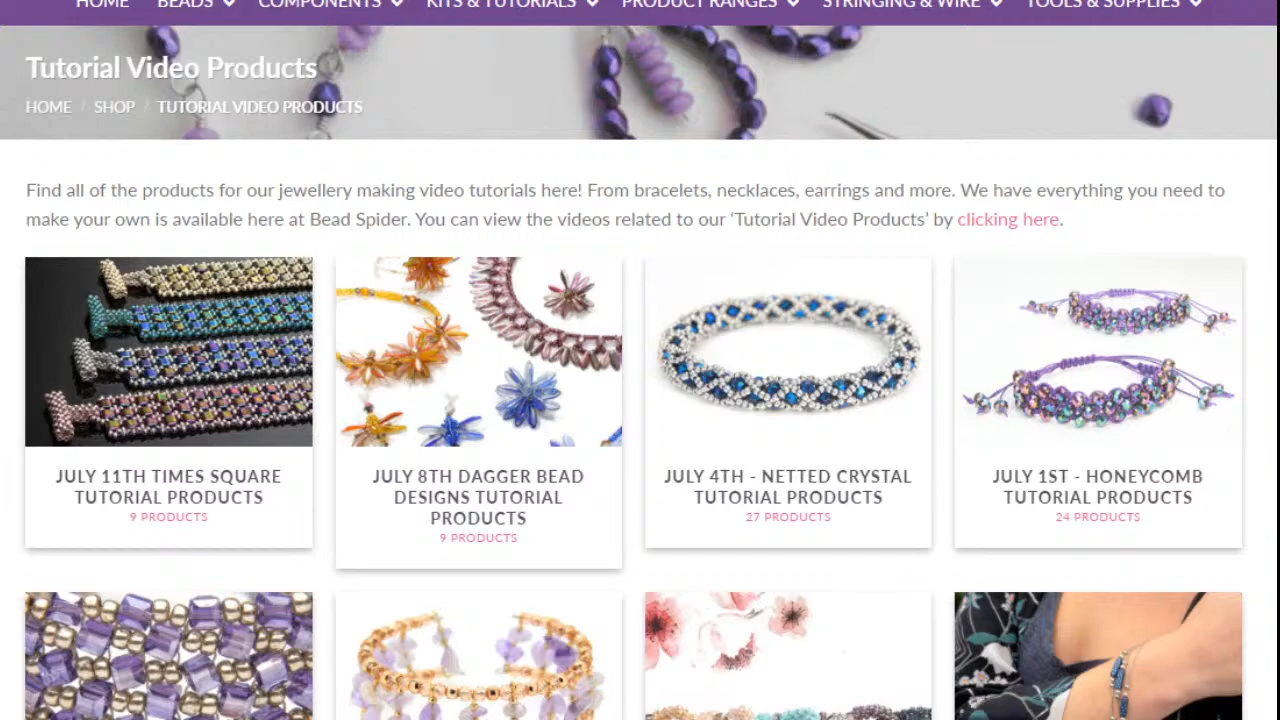 HOME BEADS COMPONENTS KITS & TUTORIALS PRODUCT RANGES STRINGING & WIRE TOOLS & SUPPLIES
Tutorial Video Products
HOME / SHOP / TUTORIAL VIDEO PRODUCTS
Find all of the products for our jewellery making video tutorials here! From bracelets, necklaces, earrings and more. We have everything you need to
make your own is available here at Bead Spider. You can view the videos related to our ‘Tutorial Video Products’ by clicking here.
JULY 11TH TIMES SQUARE
TUTORIAL PRODUCTS
9 PRODUCTS
JULY 8TH DAGGER BEAD
DESIGNS TUTORIAL
PRODUCTS
9 PRODUCTS
JULY 4TH - NETTED CRYSTAL
TUTORIAL PRODUCTS
27 PRODUCTS
JULY 1ST - HONEYCOMB
TUTORIAL PRODUCTS
24 PRODUCTS